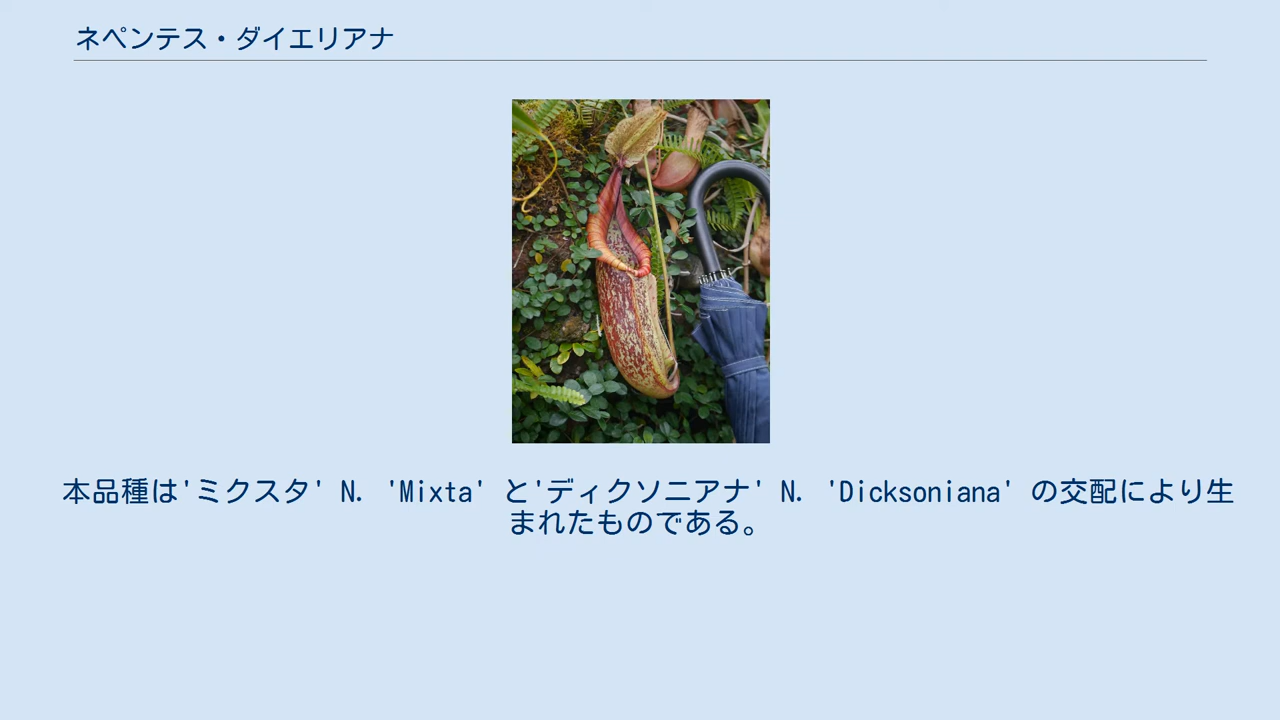 ネペンテス・ダイエリアナ
本品種は'ミクスタ' N. 'Mixta' と'ディクソニアナ' N. 'Dicksoniana' の交配により生
まれたものである。